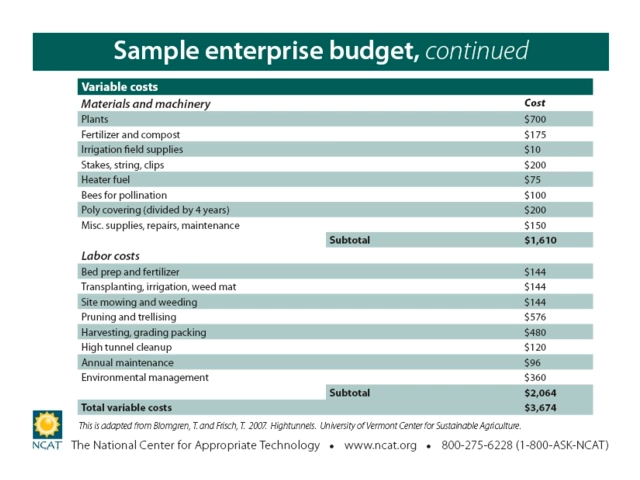 Sample enterprise budget, continued
Variable costs
Materials and machinery Cost
Plants $700
Fertilizer and compost $175
Irrigation field supplies $10
Stakes, string, clips $200
Heater fuel $75
Bees for pollination $100
Poly covering (divided by 4 years) $200
Misc. supplies, repairs, maintenance $150
Subtotal $1,610
Labor costs
Bed prep and fertilizer $144
Transplanting, irrigation, weed mat $144
Site mowing and weeding $144
Pruning and trellising $576
Harvesting, grading packing $480
High tunnel cleanup $120
Annual maintenance $96
Environmental management $360
Subtotal $2,064
Total variable costs $3,674
This is adapted from Blomgren, T. and Frisch, T. 2007. Hightunnels. University of Vermont Center for Sustainable Agriculture.
NCAT The National Center for Appropriate Technology • www.ncat.org • 800-275-6228 (1-800-ASK-NCAT)